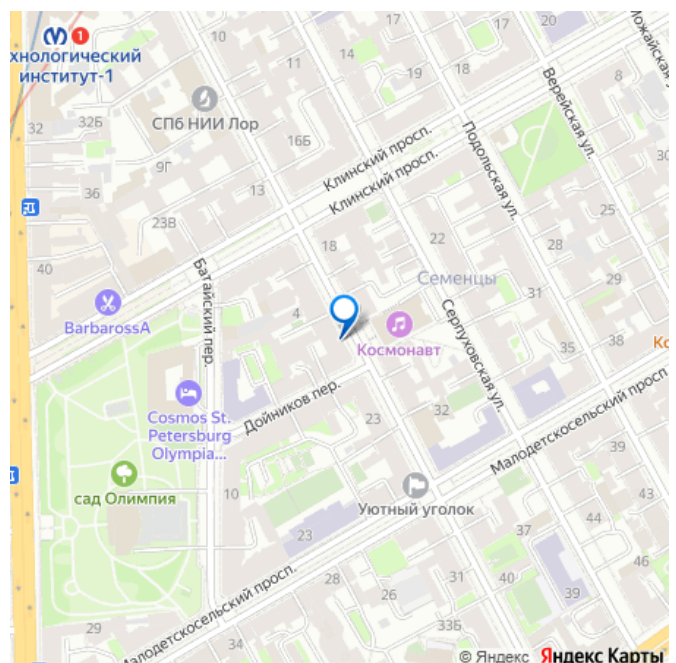 хнологический
институт-1
1
СПб НИИ Лор
32
32Б
9Г
36
13
23В
40
10
11
14
19
18
17
20
16Б
8
30
Можайская у
Верейская ул.
Подольская ул.
Клинский просп.
Клинский просп.
18
22
28
25
29
Семенцы
31
Батайский пер.
4
BarbarossA
Космонавт
Серпуховская ул.
35
38
Ко
Cosmos St.
Petersburg
Olympia...
Дойников пер.
23
32
Малодетскосельский просп
39
сад Олимпия
10
Уютный уголок
43
44
37
23
46
Малодетскосельский просп.
28
26
31
40
39
29
34
33Б
© Яндекс Яндекс Карты